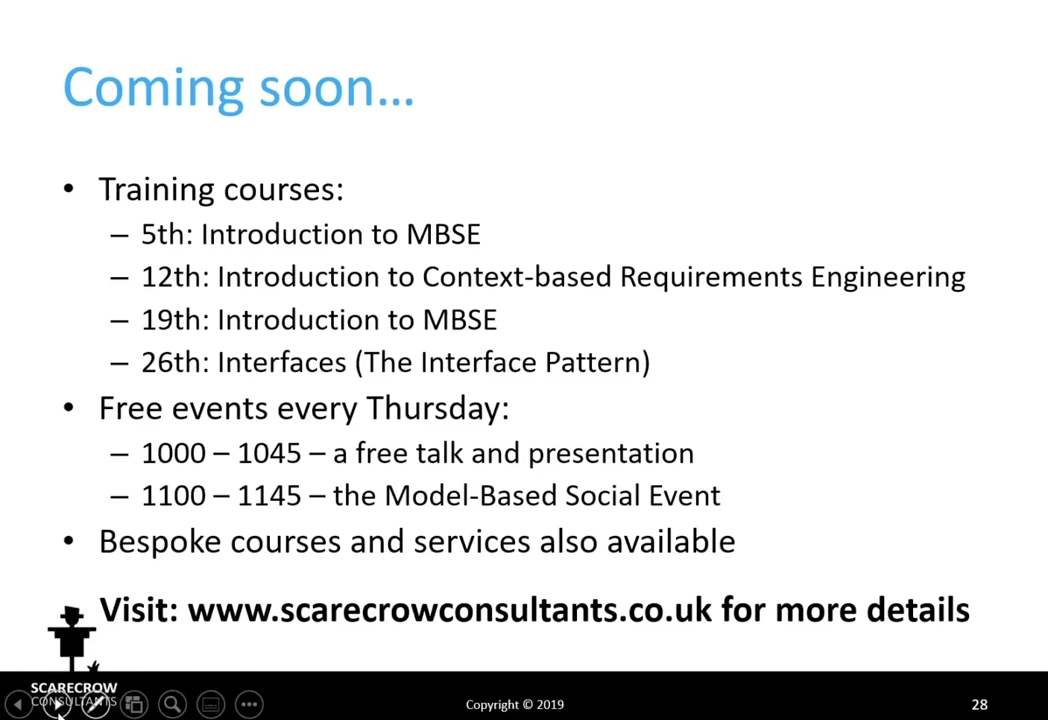 Coming soon…
• Training courses:
– 5th: Introduction to MBSE
– 12th: Introduction to Context-based Requirements Engineering
– 19th: Introduction to MBSE
– 26th: Interfaces (The Interface Pattern)
• Free events every Thursday:
– 1000 – 1045 – a free talk and presentation
– 1100 – 1145 – the Model-Based Social Event
• Bespoke courses and services also available
Visit: www.scarecrowconsultants.co.uk for more details
SCARECROW
CONSULTANTS
Copyright © 2019
28